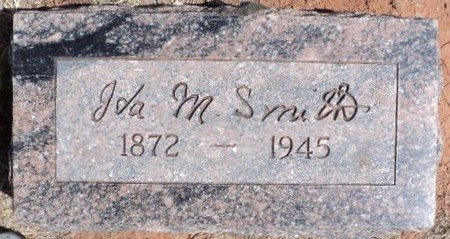 Ida M. Smith
1872 — 1945